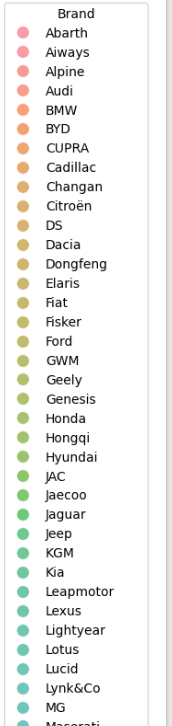 Brand
Abarth
Aiways
Alpine
Audi
BMW
BYD
CUPRA
Cadillac
Changan
Citroën
DS
Dacia
Dongfeng
Elaris
Fiat
Fisker
Ford
GWM
Geely
Genesis
Honda
Hongqi
Hyundai
JAC
Jaecoo
Jaguar
Jeep
KGM
Kia
Leapmotor
Lexus
Lightyear
Lotus
Lucid
Lynk&Co
MG